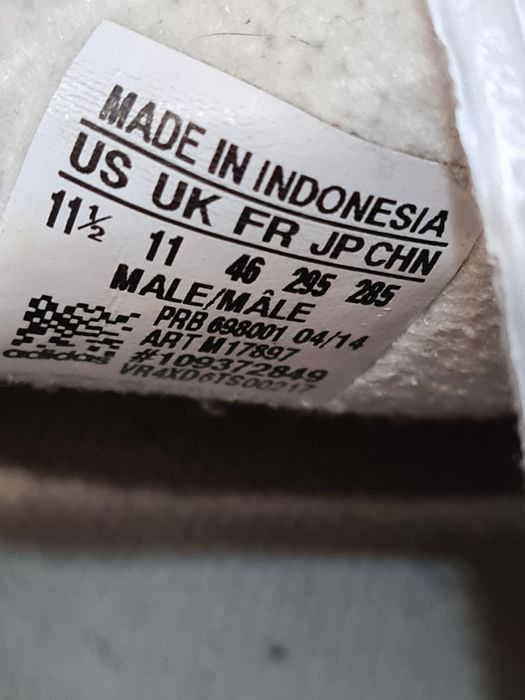 MADE IN INDONESIA
US UK FR JP CHN
11½ 11 46 295 285
MALE/MÂLE
PRB 698001 04/14
ART M17897
#109372849
adidas VR4XD6TS00217